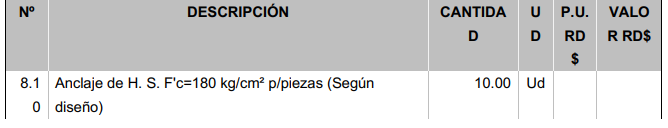 Nº DESCRIPCIÓN CANTIDA U P.U. VALO
D D RD R RD$
$
8.1 Anclaje de H. S. F'c=180 kg/cm² p/piezas (Según 10.00 Ud
0 diseño)